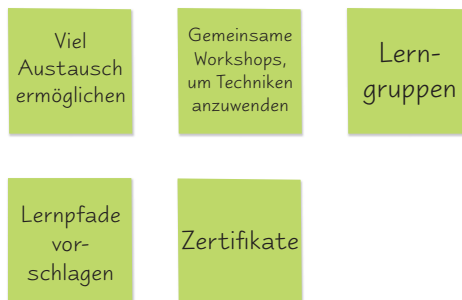 Viel
Austausch
ermöglichen
Gemeinsame
Workshops,
um Techniken
anzuwenden
Lern-
gruppen
Lernpfade
vor-
schlagen
Zertifikate